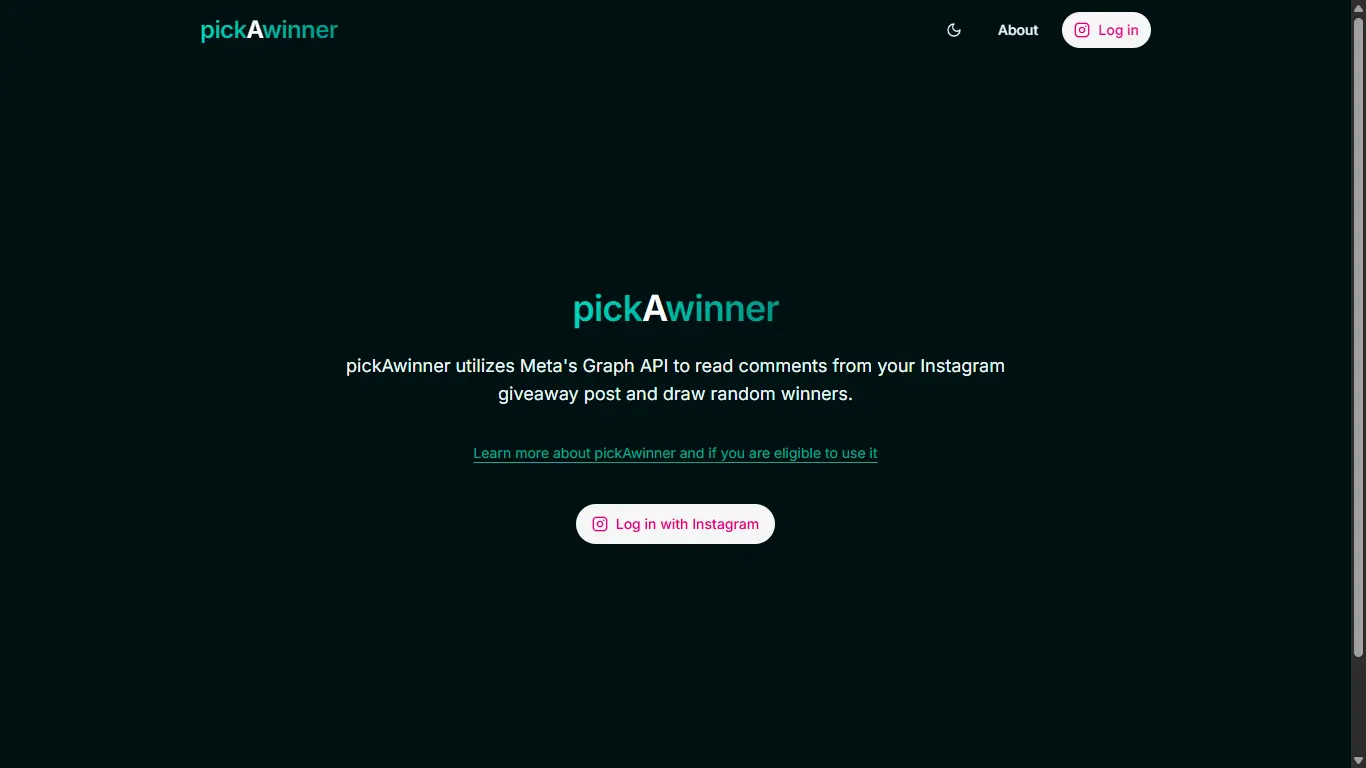 pickAwinner
About
Log in
pickAwinner
pickAwinner utilizes Meta's Graph API to read comments from your Instagram
giveaway post and draw random winners.
Learn more about pickAwinner and if you are eligible to use it
Log in with Instagram